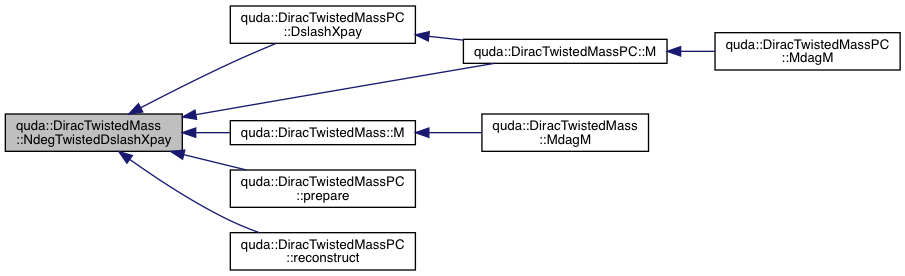 quda::DiracTwistedMassPC
::DslashXpay
quda::DiracTwistedMassPC::M
quda::DiracTwistedMassPC
::MdagM
quda::DiracTwistedMass
::NdegTwistedDslashXpay
quda::DiracTwistedMass::M
quda::DiracTwistedMass
::MdagM
quda::DiracTwistedMassPC
::prepare
quda::DiracTwistedMassPC
::reconstruct